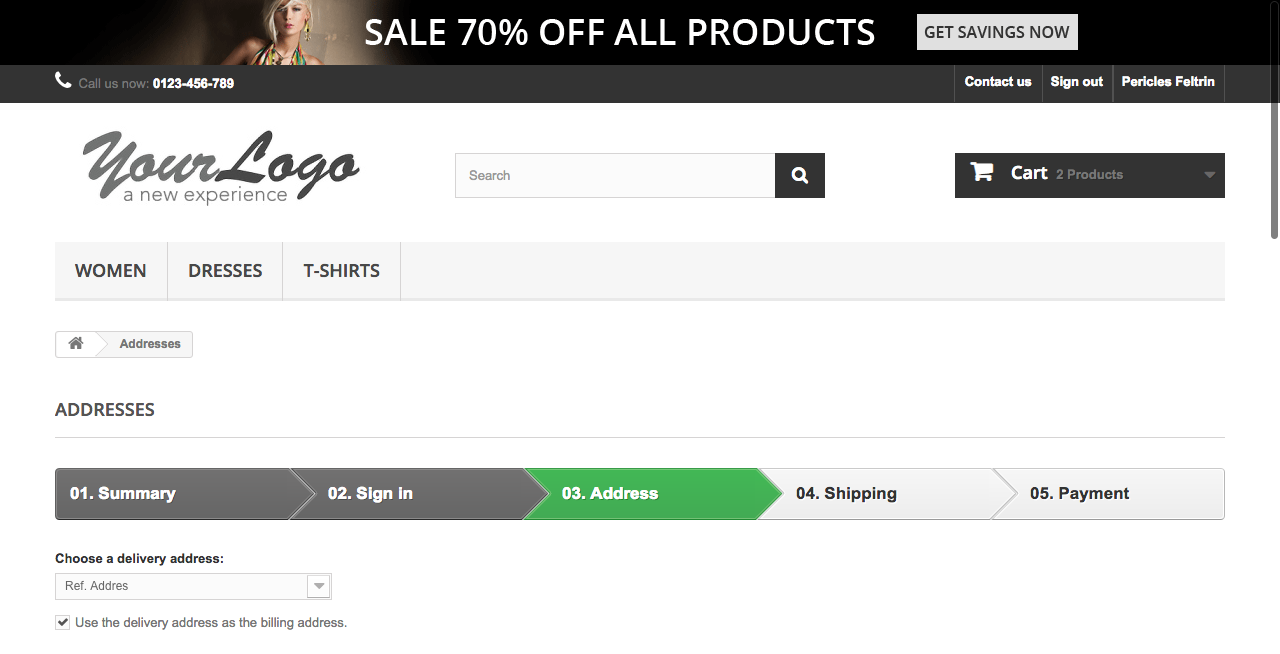 SALE 70% OFF ALL PRODUCTS GET SAVINGS NOW
Call us now: 0123-456-789 Contact us Sign out Pericles Feltrin
YourLogo
a new experience
Search
Cart 2 Products
WOMEN DRESSES T-SHIRTS
Addresses
ADDRESSES
01. Summary 02. Sign in 03. Address 04. Shipping 05. Payment
Choose a delivery address:
Ref. Addres
Use the delivery address as the billing address.